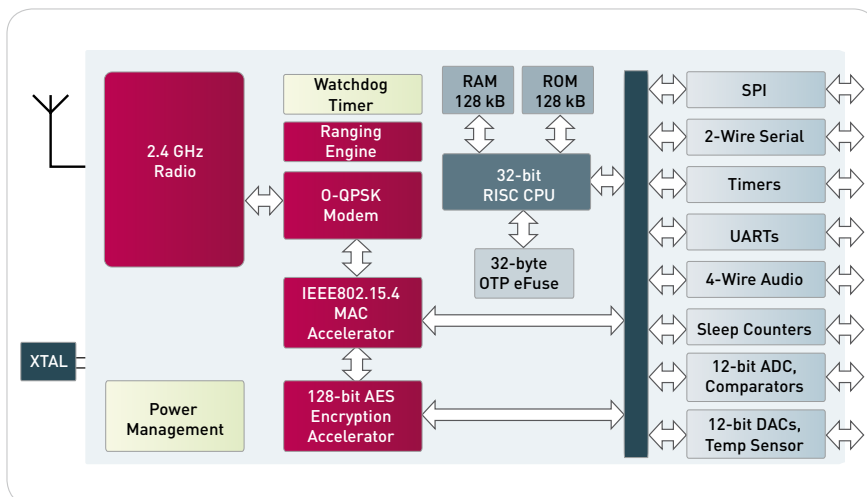 2.4 GHz
Radio
XTAL
Power
Management
Watchdog
Timer
Ranging
Engine
O-QPSK
Modem
IEEE802.15.4
MAC
Accelerator
128-bit AES
Encryption
Accelerator
RAM
128 kB
ROM
128 kB
32-bit
RISC CPU
32-byte
OTP eFuse
SPI
2-Wire Serial
Timers
UARTs
4-Wire Audio
Sleep Counters
12-bit ADC,
Comparators
12-bit DACs,
Temp Sensor